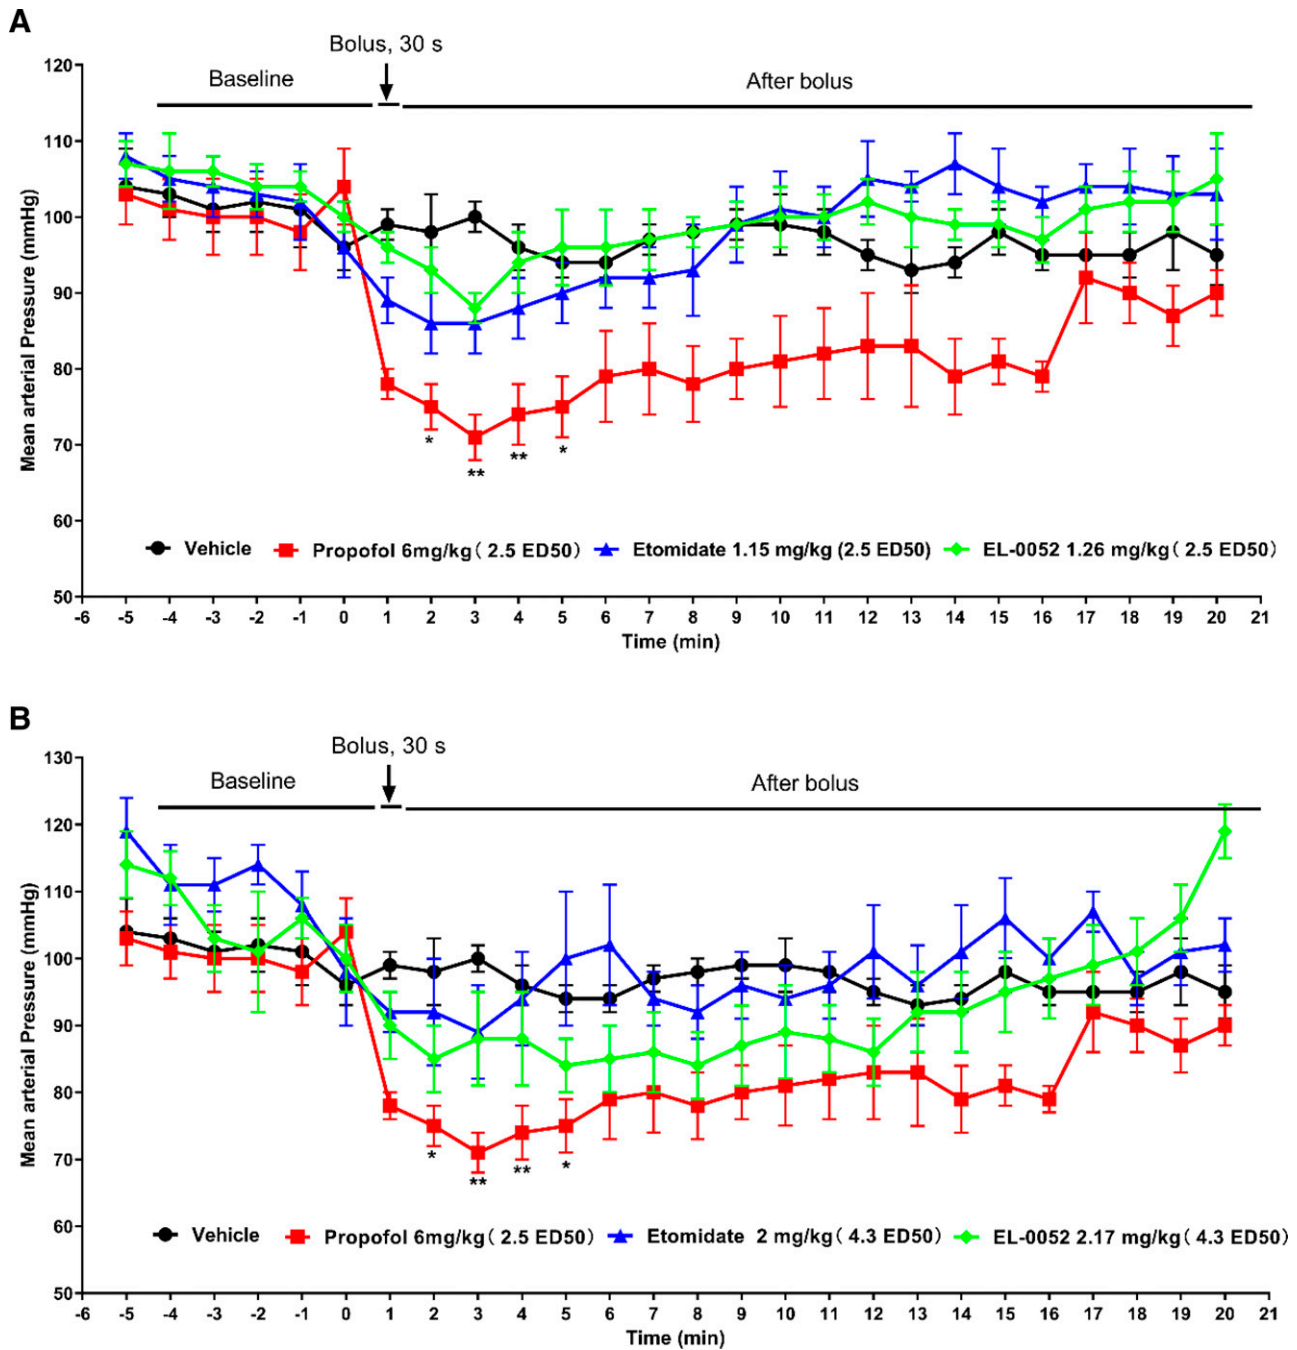 A
Bolus, 30 s
Baseline
After bolus
Mean arterial Pressure (mmHg)
120
110
100
90
80
70
60
50
*
**
**
*
Vehicle Propofol 6mg/kg( 2.5 ED50) Etomidate 1.15 mg/kg (2.5 ED50) EL-0052 1.26 mg/kg( 2.5 ED50)
-6 -5 -4 -3 -2 -1 0 1 2 3 4 5 6 7 8 9 10 11 12 13 14 15 16 17 18 19 20 21
Time (min)
B
Bolus, 30 s
Baseline
After bolus
Mean arterial Pressure (mmHg)
130
120
110
100
90
80
70
60
50
*
**
**
*
Vehicle Propofol 6mg/kg( 2.5 ED50) Etomidate 2 mg/kg( 4.3 ED50) EL-0052 2.17 mg/kg( 4.3 ED50)
-6 -5 -4 -3 -2 -1 0 1 2 3 4 5 6 7 8 9 10 11 12 13 14 15 16 17 18 19 20 21
Time (min)